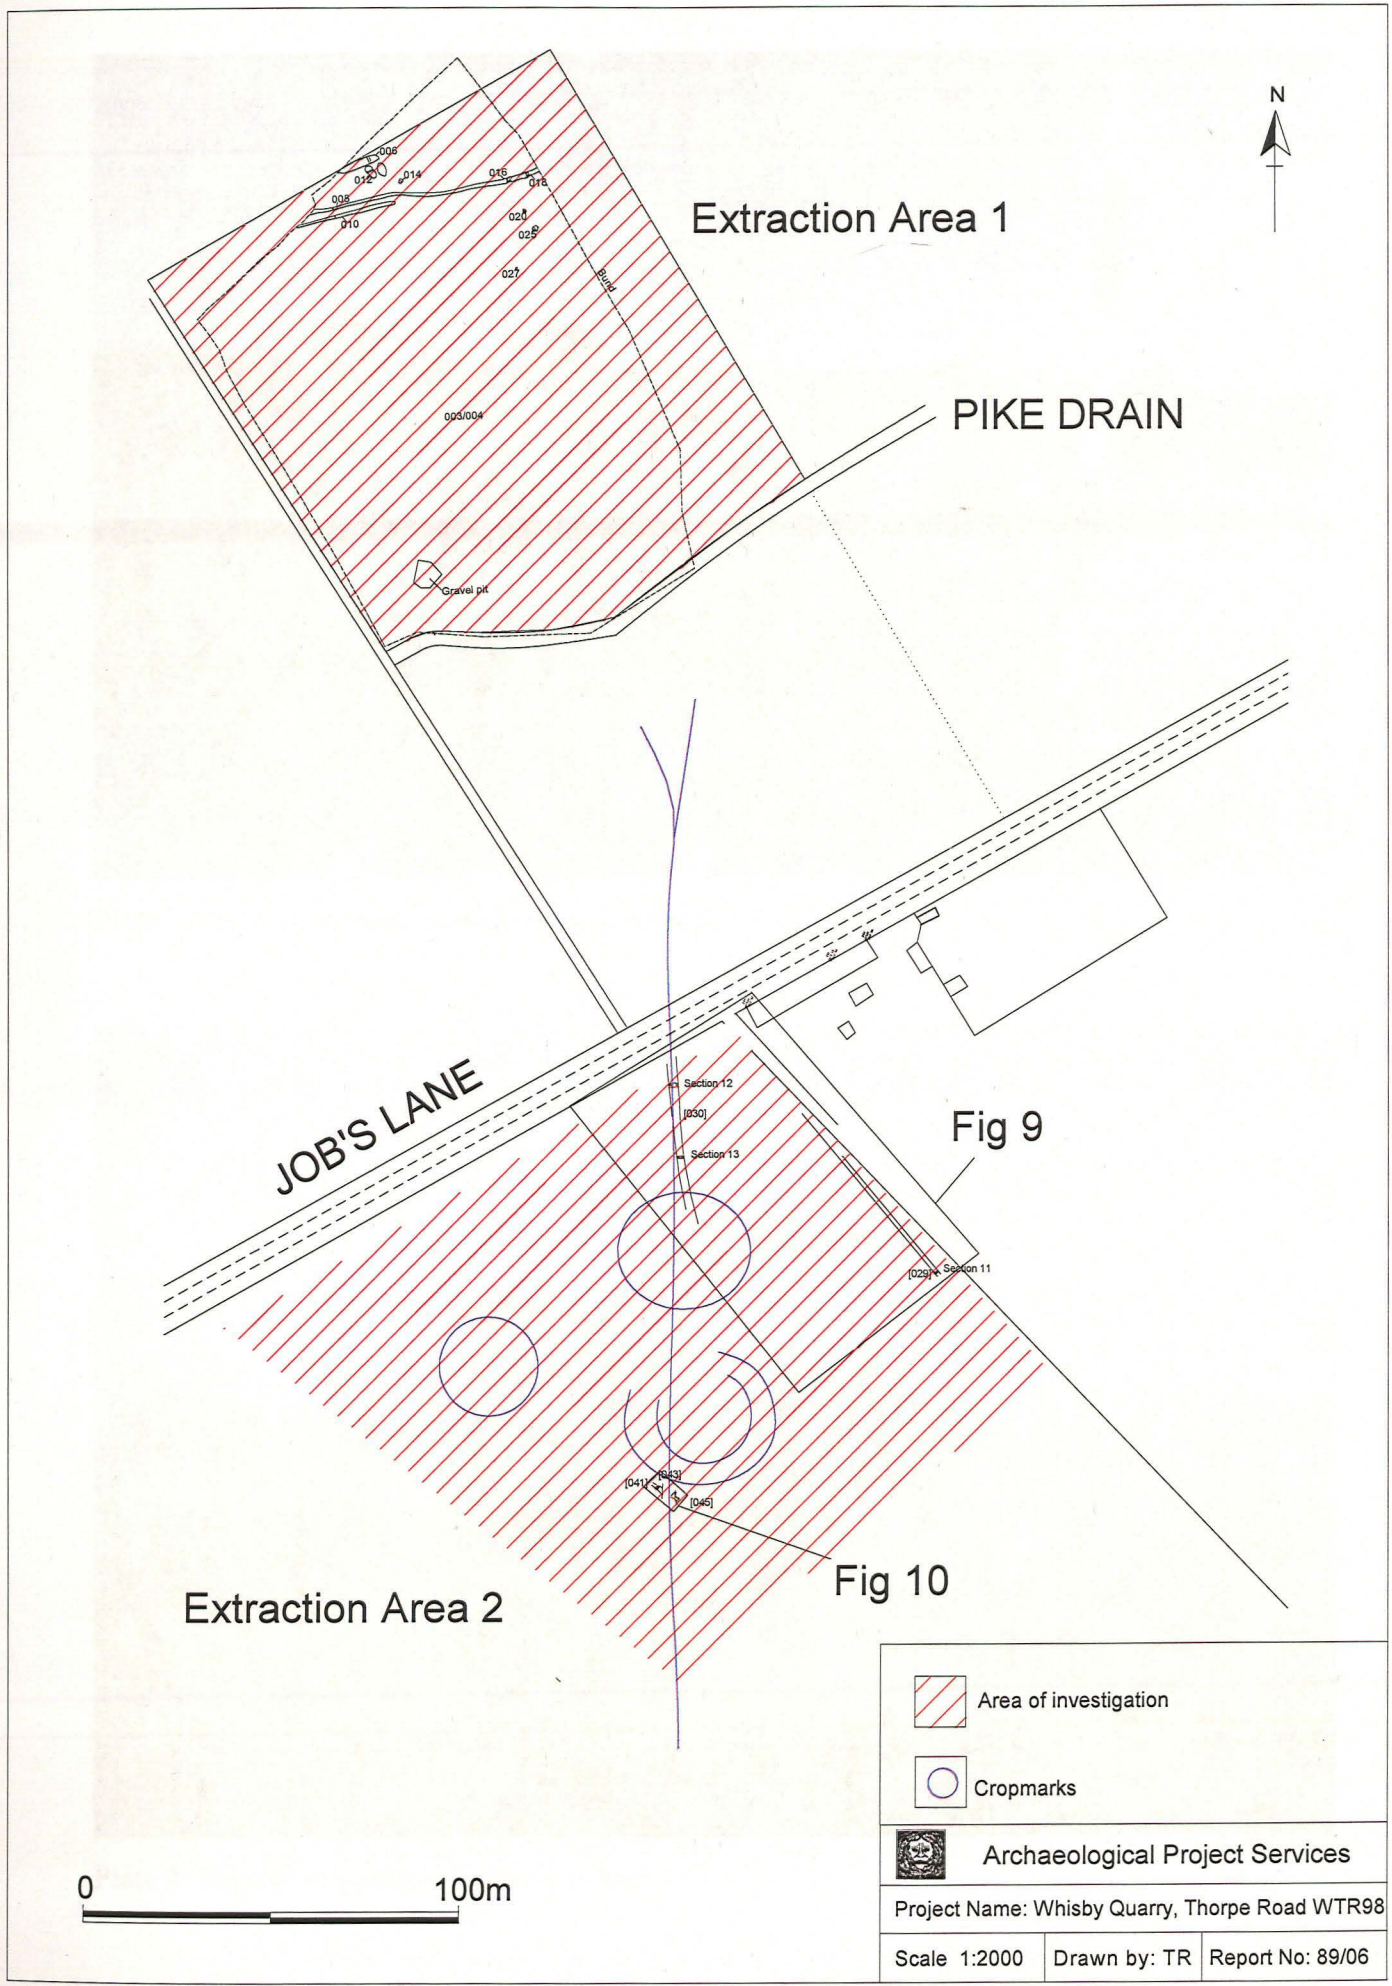 N
006
012
014
016
018
008
010
020
025
027
Bund
Extraction Area 1
PIKE DRAIN
003/004
Gravel pit
JOB'S LANE
Section 12
[030]
Section 13
Fig 9
[029]
Section 11
[043]
[041]
[045]
Fig 10
Extraction Area 2
Area of investigation
Cropmarks
Archaeological Project Services
Project Name: Whisby Quarry, Thorpe Road WTR98
Scale 1:2000
Drawn by: TR
Report No: 89/06
0
100m